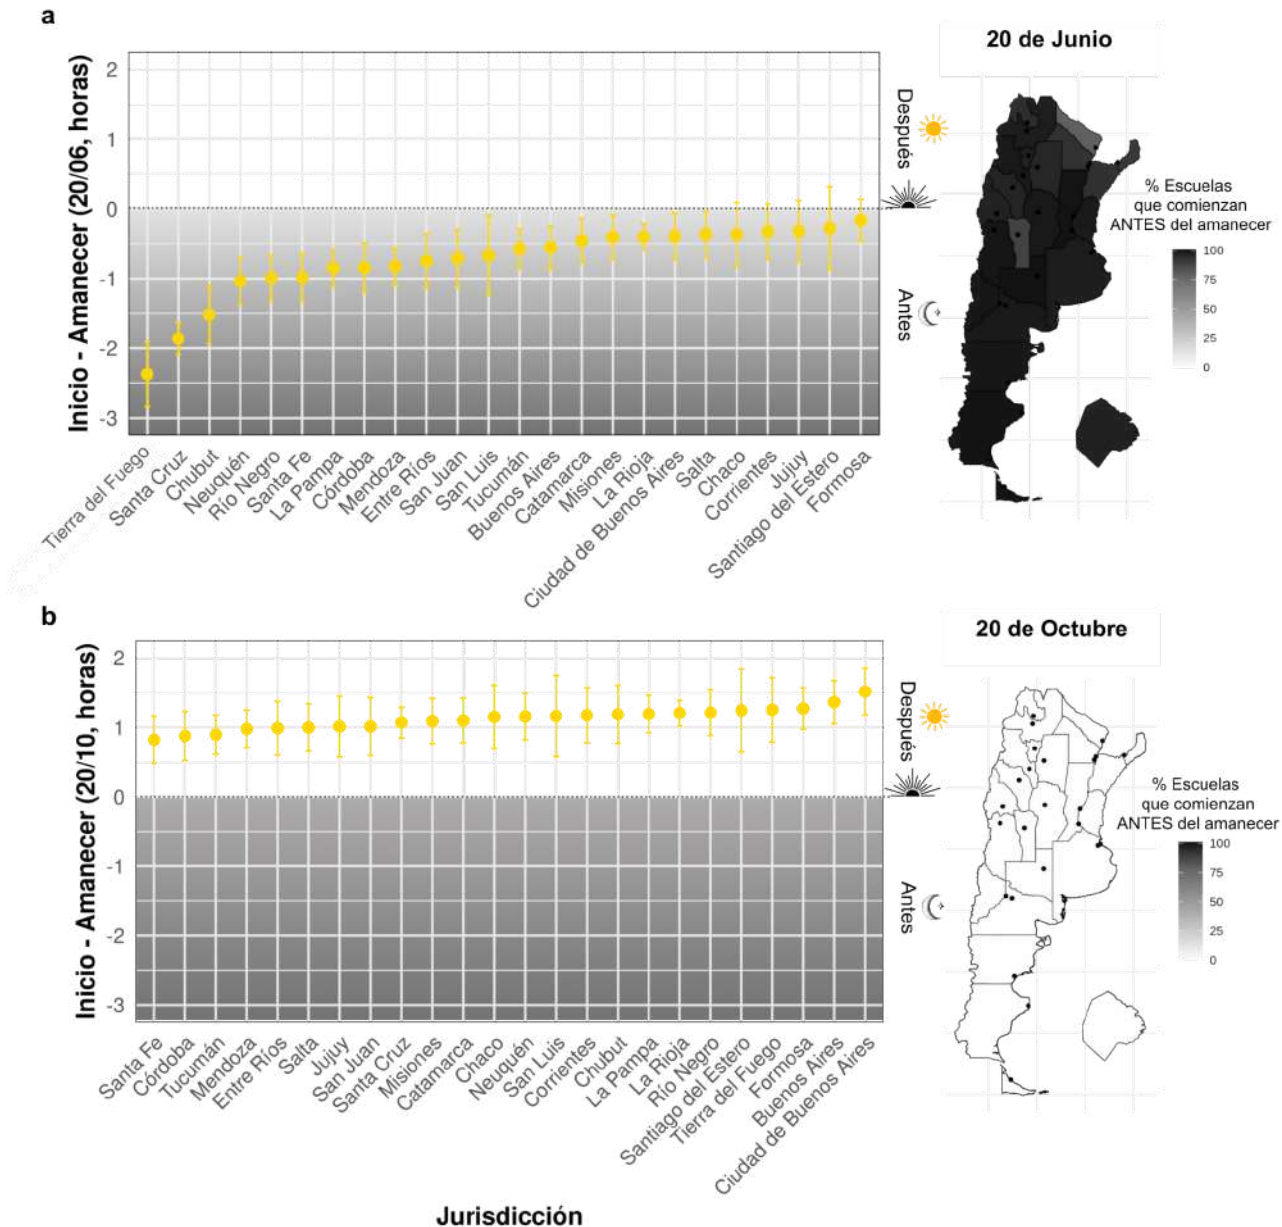 a
20 de Junio
Inicio - Amanecer (20/06, horas)
2
1
0
-1
-2
-3
Después
Antes
% Escuelas
que comienzan
ANTES del amanecer
100
75
50
25
0
Tierra del Fuego
Santa Cruz
Chubut
Neuquén
Río Negro
Santa Fe
La Pampa
Córdoba
Mendoza
Entre Ríos
San Juan
San Luis
Tucumán
Buenos Aires
Catamarca
Misiones
La Rioja
Ciudad de Buenos Aires
Salta
Chaco
Corrientes
Jujuy
Santiago del Estero
Formosa
b
20 de Octubre
Inicio - Amanecer (20/10, horas)
2
1
0
-1
-2
-3
Después
Antes
% Escuelas
que comienzan
ANTES del amanecer
100
75
50
25
0
Santa Fe
Córdoba
Tucumán
Mendoza
Entre Ríos
Salta
Jujuy
San Juan
Santa Cruz
Misiones
Catamarca
Chaco
Neuquén
San Luis
Corrientes
Chubut
La Pampa
La Rioja
Río Negro
Santiago del Estero
Tierra del Fuego
Formosa
Buenos Aires
Ciudad de Buenos Aires
Jurisdicción